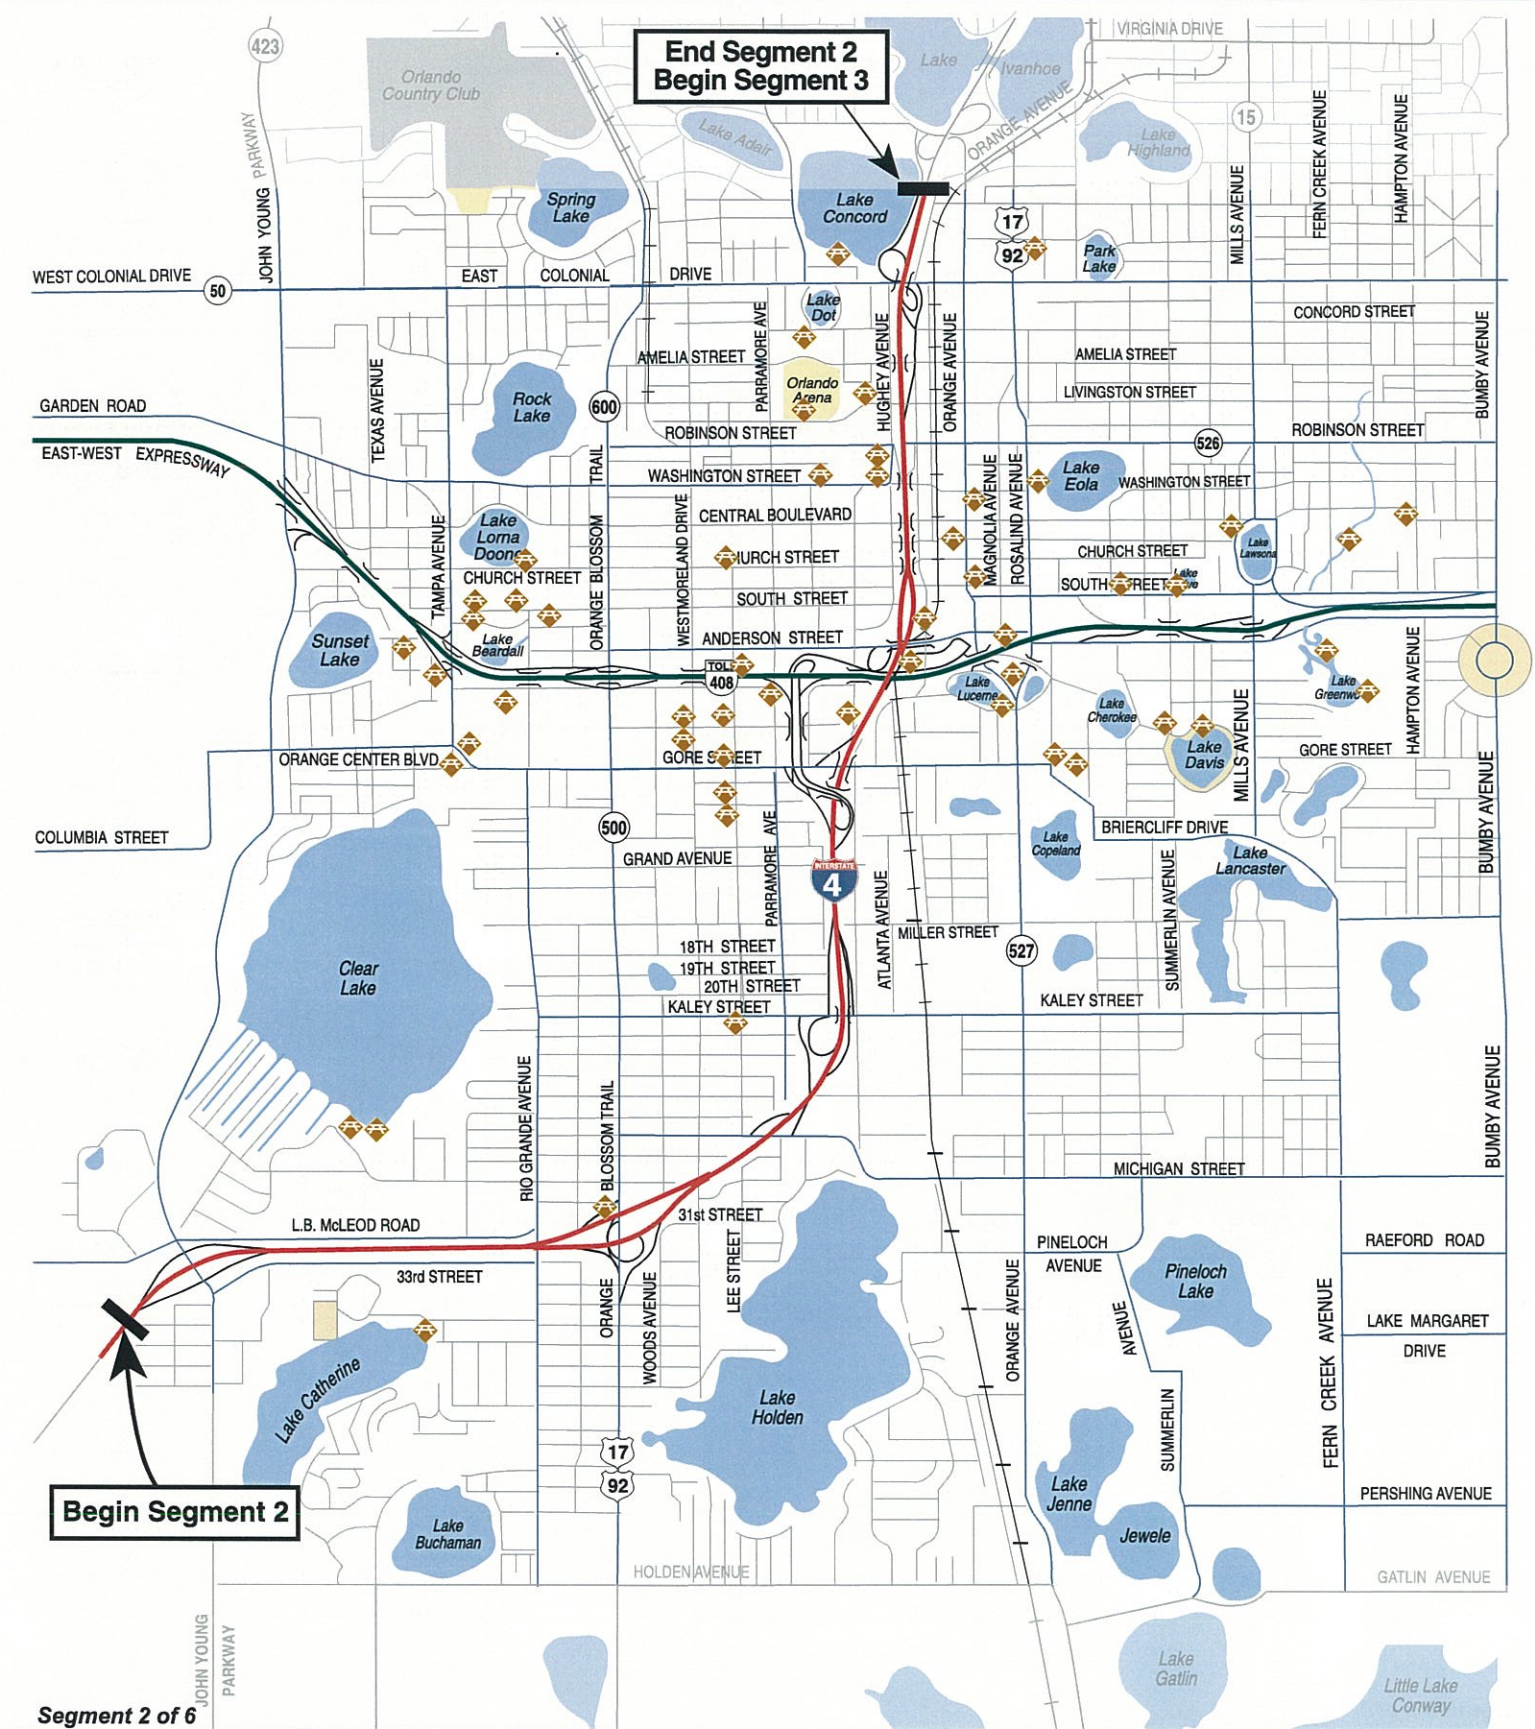 423
Orlando
Country Club
End Segment 2
Begin Segment 3
Lake
Ivanhoe
VIRGINIA DRIVE
ORANGE AVENUE
Lake Adair
Lake
Highland
15
JOHN YOUNG PARKWAY
Spring
Lake
Lake
Concord
17
92
Park
Lake
MILLS AVENUE
FERN CREEK AVENUE
HAMPTON AVENUE
WEST COLONIAL DRIVE
50
EAST COLONIAL DRIVE
Lake
Dot
CONCORD STREET
PARRAMORE AVE
HUGHEY AVENUE
ORANGE AVENUE
AMELIA STREET
AMELIA STREET
BUMBY AVENUE
TEXAS AVENUE
Rock
Lake
600
Orlando
Arena
LIVINGSTON STREET
GARDEN ROAD
ROBINSON STREET
526
ROBINSON STREET
EAST-WEST EXPRESSWAY
WASHINGTON STREET
Lake
Eola
WASHINGTON STREET
ORANGE BLOSSOM TRAIL
WESTMORELAND DRIVE
CENTRAL BOULEVARD
MAGNOLIA AVENUE
ROSALIND AVENUE
Lake
Lorna
Doone
TAMPA AVENUE
CHURCH STREET
CHURCH STREET
Lake
Lawsona
CHURCH STREET
SOUTH STREET
Lake
SOUTH STREET
Sunset
Lake
Lake
Beardall
ANDERSON STREET
TOLL
408
Lake
Lucerne
Lake
Cherokee
Lake
HAMPTON AVENUE
MILLS AVENUE
Lake
Davis
ORANGE CENTER BLVD
GORE STREET
GORE STREET
BUMBY AVENUE
COLUMBIA STREET
500
BRIERCLIFF DRIVE
Lake
Copeland
GRAND AVENUE
PARRAMORE AVE
INTERSTATE
4
ATLANTA AVENUE
Lake
Lancaster
SUMMERLIN AVENUE
MILLER STREET
527
18TH STREET
19TH STREET
20TH STREET
Clear
Lake
KALEY STREET
KALEY STREET
RIO GRANDE AVENUE
BLOSSOM TRAIL
BUMBY AVENUE
MICHIGAN STREET
L.B. McLEOD ROAD
31st STREET
33rd STREET
LEE STREET
ORANGE
WOODS AVENUE
PINELOCH
AVENUE
RAEFORD ROAD
Pineloch
Lake
ORANGE AVENUE
AVENUE
SUMMERLIN
FERN CREEK AVENUE
LAKE MARGARET
DRIVE
Lake Catherine
Lake
Holden
17
92
Lake
Jenne
Jewele
PERSHING AVENUE
Begin Segment 2
Lake
Buchaman
HOLDEN AVENUE
GATLIN AVENUE
JOHN YOUNG
PARKWAY
Lake
Gatlin
Little Lake
Conway
Segment 2 of 6